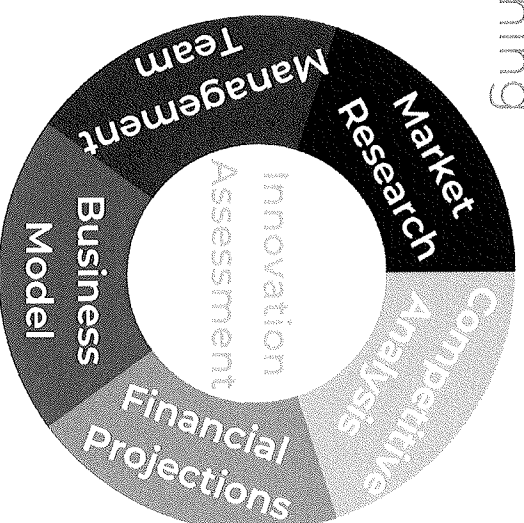 Market
Research
Competitive
Analysis
Financial
Projections
Business
Model
Management
Team
Innovation
Assessment